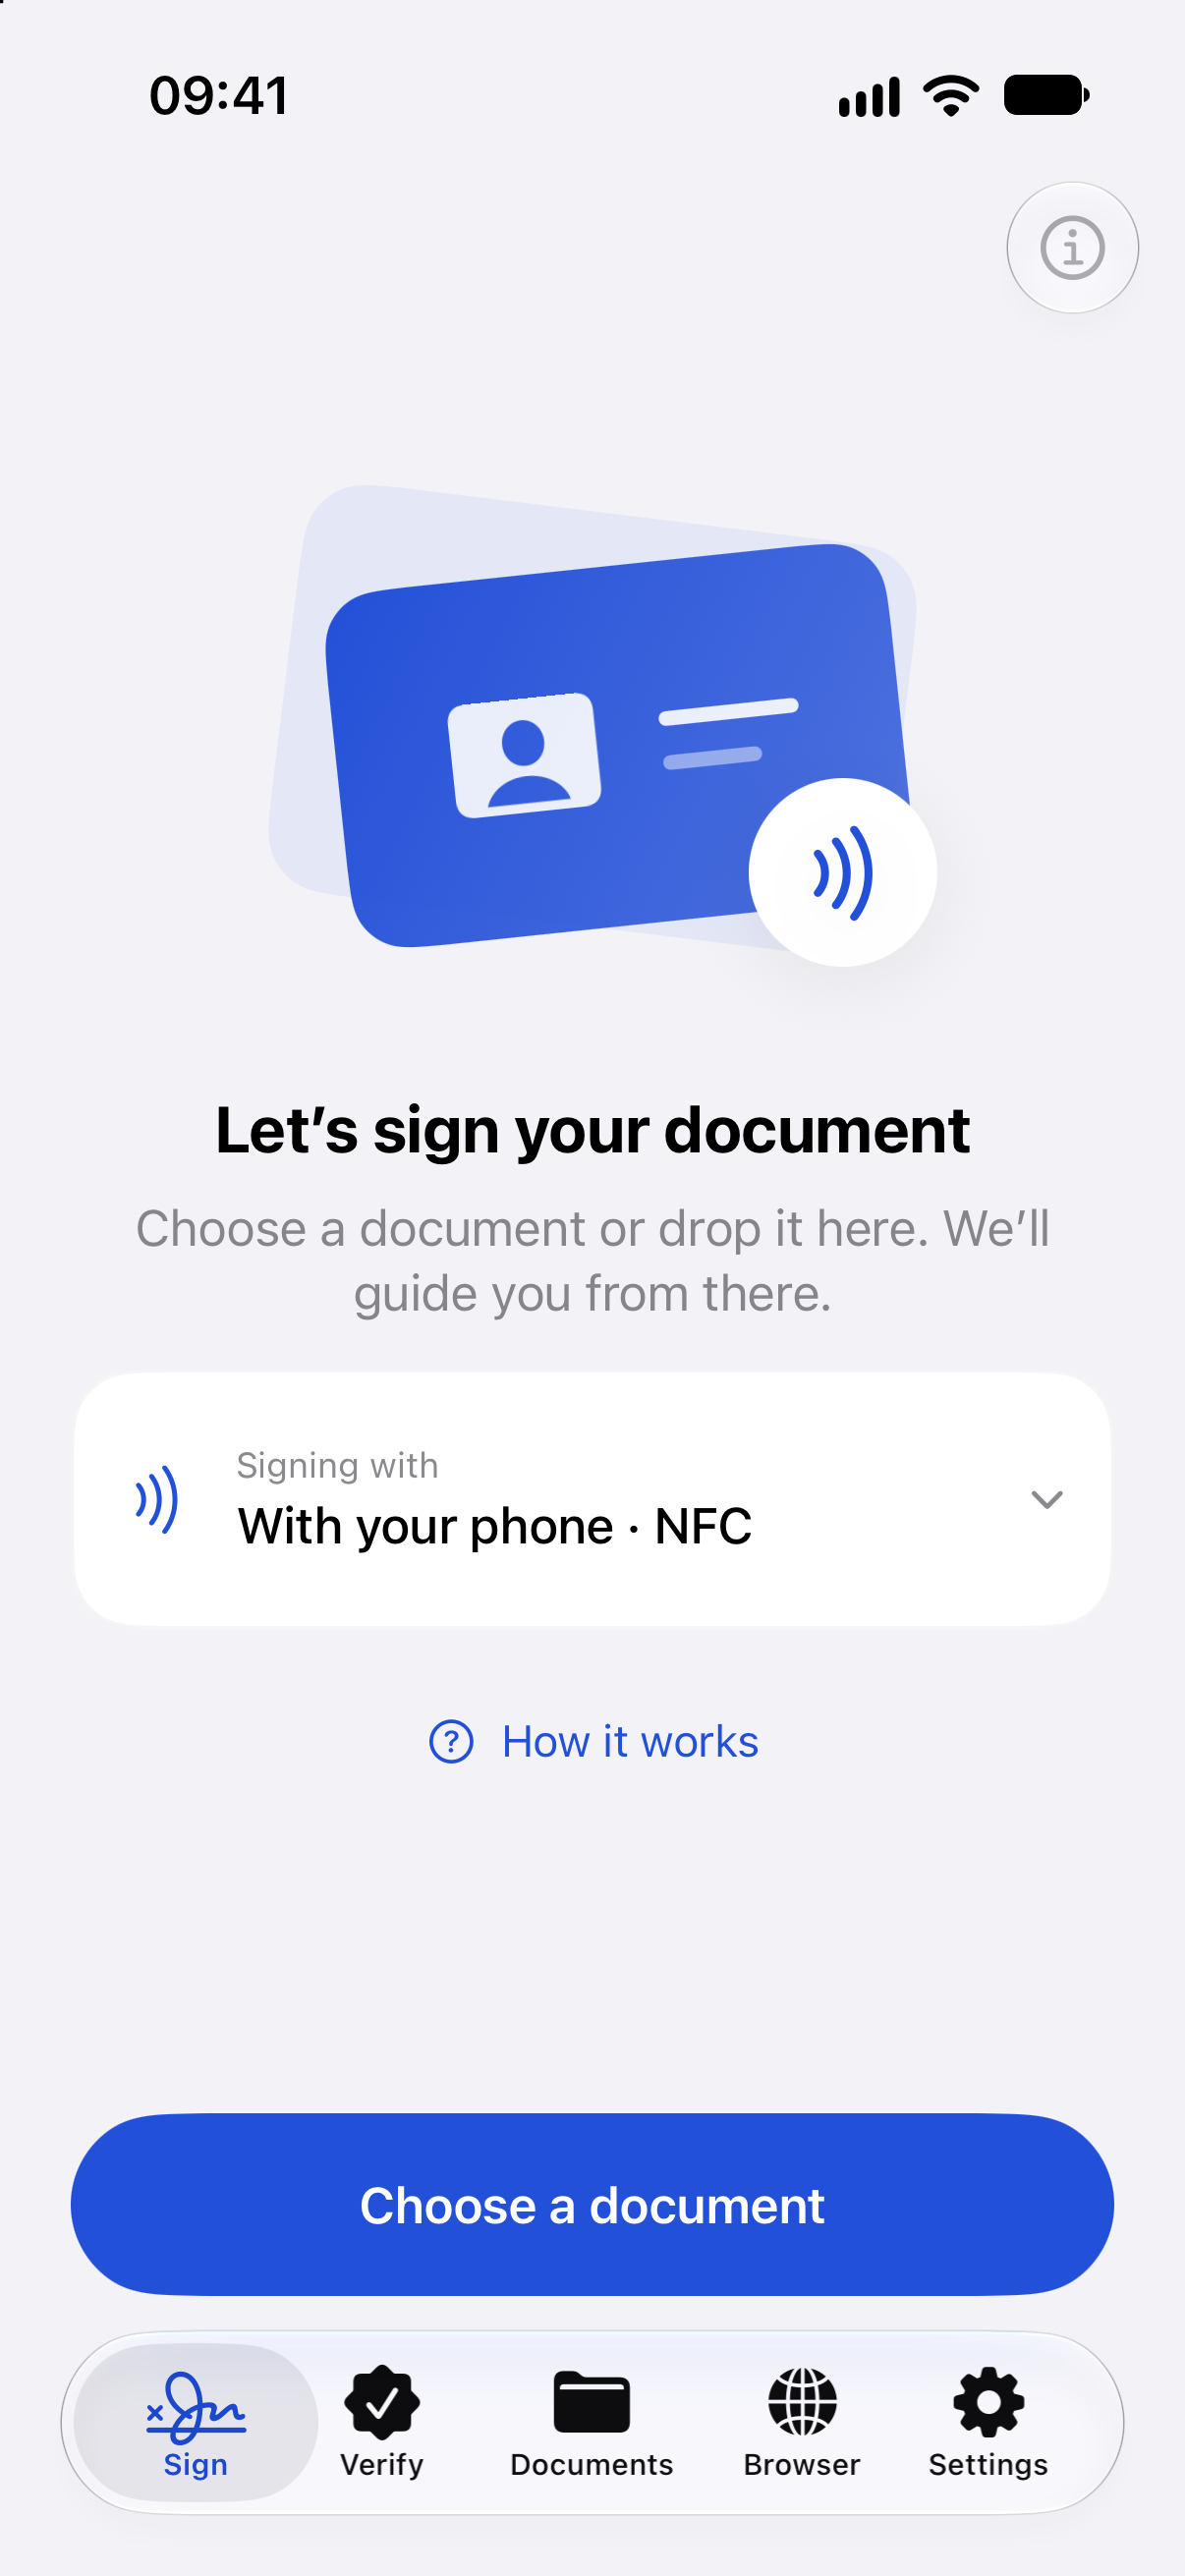 09:41
Let’s sign your document
Choose a document or drop it here. We’ll
guide you from there.
Signing with
With your phone · NFC
How it works
Choose a document
Sign
Verify
Documents
Browser
Settings